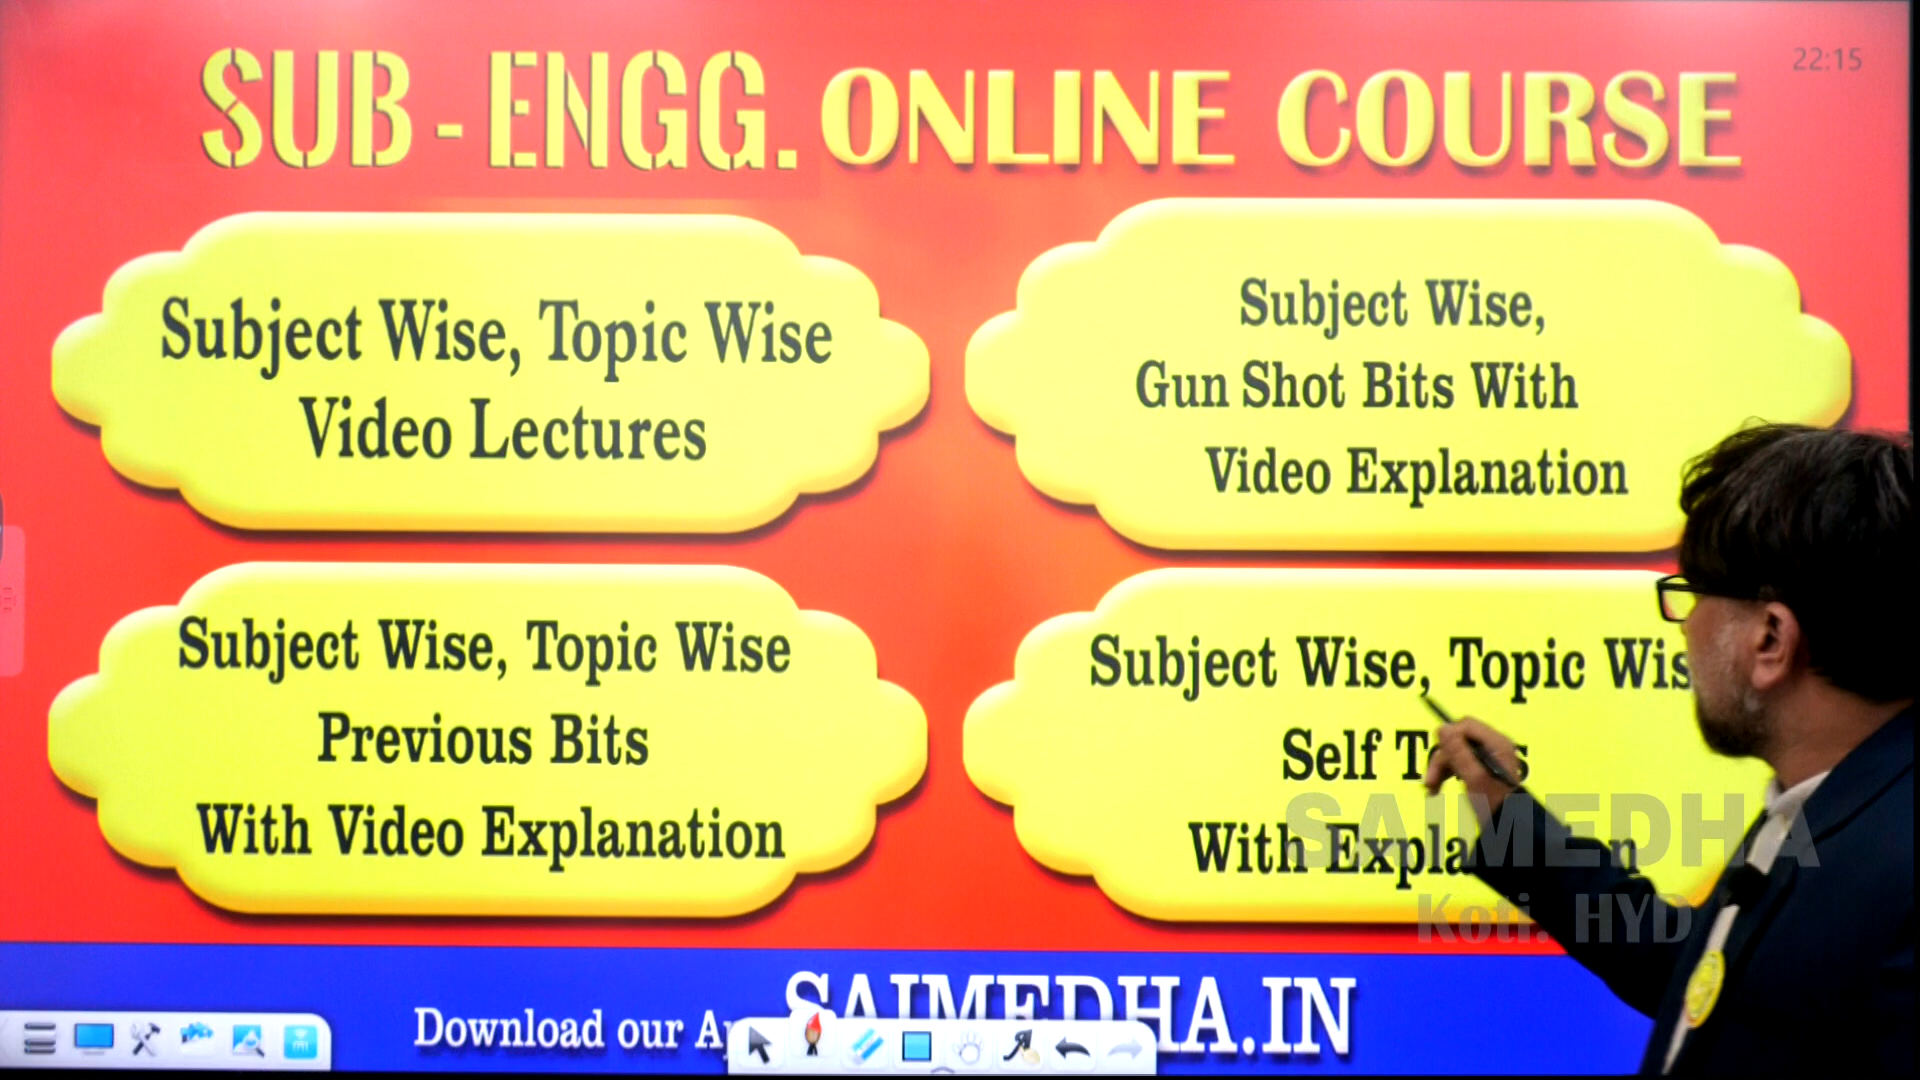 22:15
SUB - ENGG. ONLINE COURSE
Subject Wise, Topic Wise
Video Lectures
Subject Wise,
Gun Shot Bits With
Video Explanation
Subject Wise, Topic Wise
Previous Bits
With Video Explanation
Subject Wise, Topic Wis
Self
With
SAIMEDHA
Koti. HYD
Download our
SAIMEDHA.IN